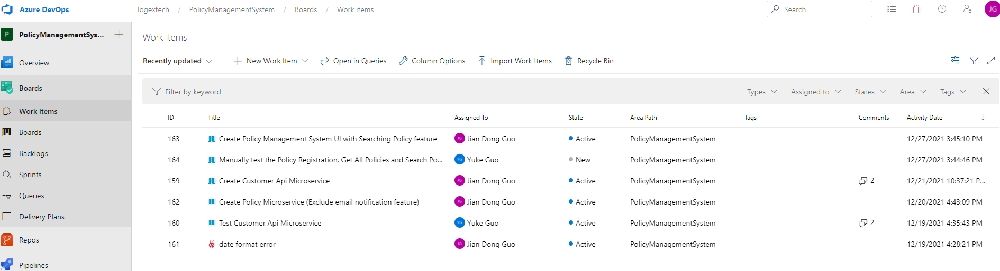 Azure DevOps
logextech / PolicyManagementSystem / Boards / Work items
Search
JG
P PolicyManagementSys...
Work items
Recently updated New Work Item Open in Queries Column Options Import Work Items Recycle Bin
Overview
Boards
Work items
Boards
Backlogs
Sprints
Queries
Delivery Plans
Repos
Pipelines
Filter by keyword Types Assigned to States Area Tags
ID Title Assigned To State Area Path Tags Comments Activity Date
163 Create Policy Management System UI with Searching Policy feature JG Jian Dong Guo Active PolicyManagementSystem 12/27/2021 3:45:10 PM
164 Manually test the Policy Registration, Get All Policies and Search Po... YG Yuke Guo New PolicyManagementSystem 12/27/2021 3:44:46 PM
159 Create Customer Api Microservice JG Jian Dong Guo Active PolicyManagementSystem 2 12/21/2021 10:37:21 P...
162 Create Policy Microservice (Exclude email notification feature) JG Jian Dong Guo Active PolicyManagementSystem 12/20/2021 4:43:09 PM
160 Test Customer Api Microservice YG Yuke Guo Active PolicyManagementSystem 2 12/19/2021 4:35:43 PM
161 date format error JG Jian Dong Guo Active PolicyManagementSystem 12/19/2021 4:28:21 PM